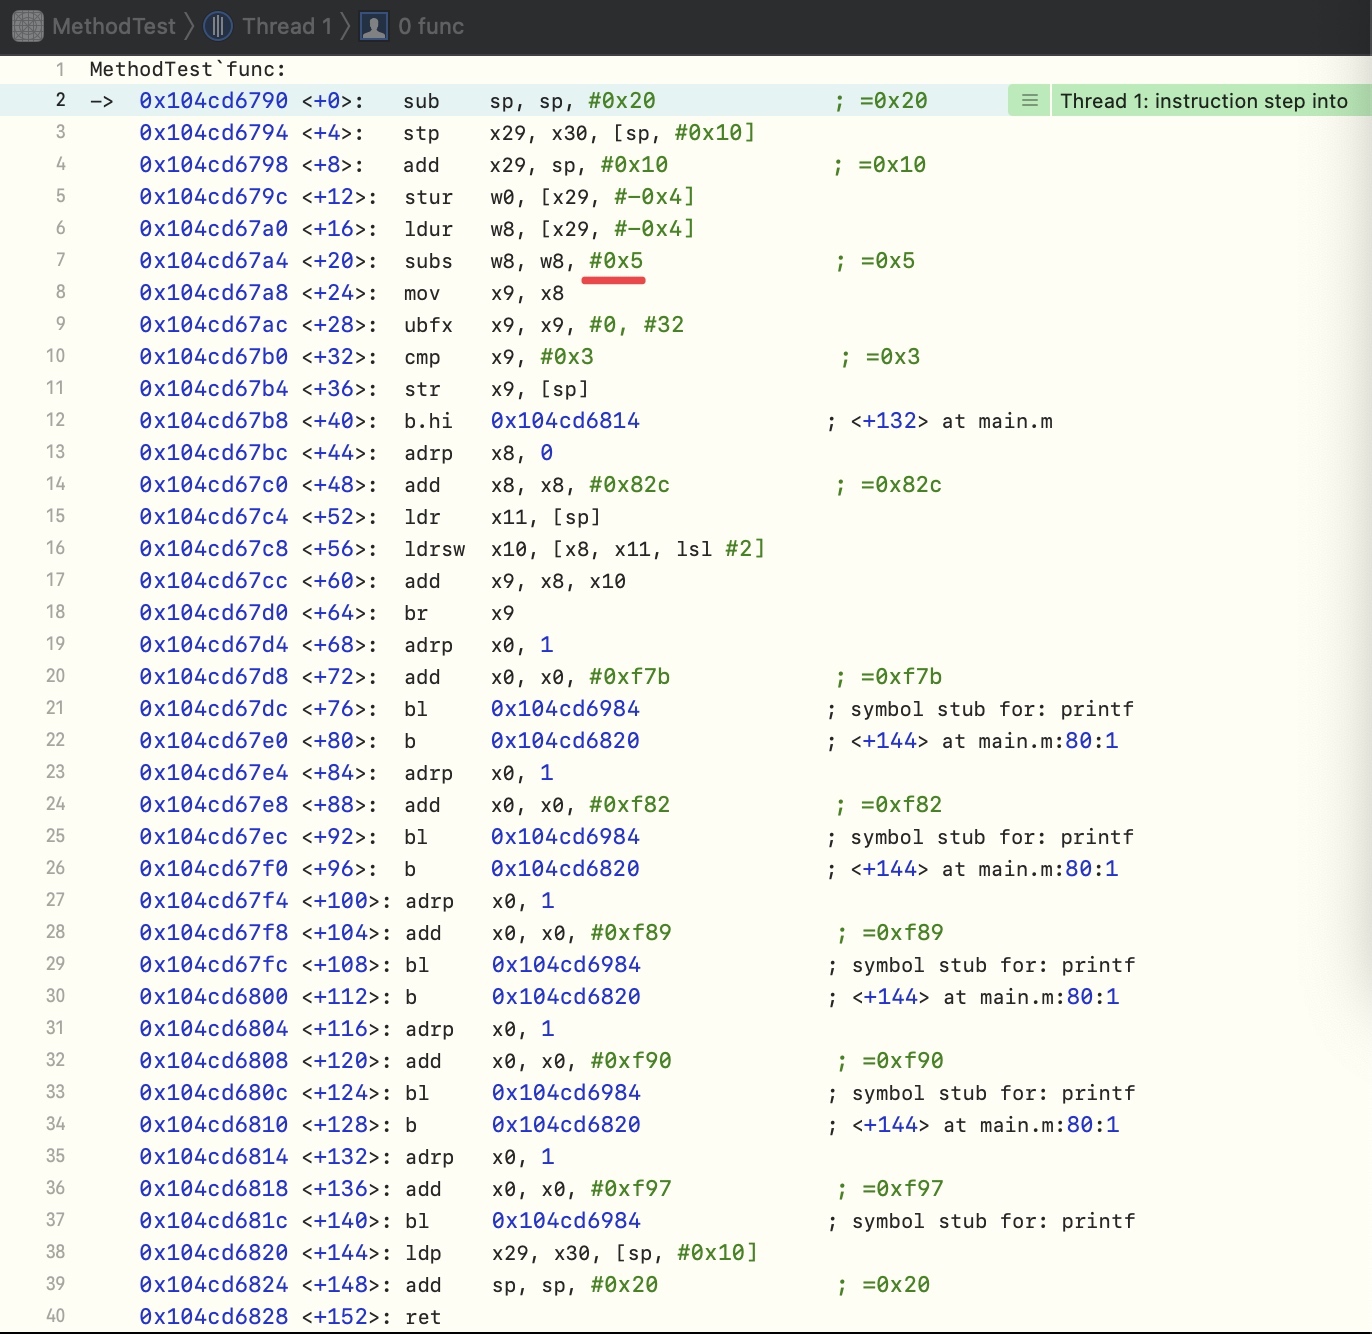 MethodTest 〉 Thread 1 〉 0 func
1 MethodTest`func:
2 -> 0x104cd6790 <+0>: sub sp, sp, #0x20 ; =0x20 Thread 1: instruction step into
3 0x104cd6794 <+4>: stp x29, x30, [sp, #0x10]
4 0x104cd6798 <+8>: add x29, sp, #0x10 ; =0x10
5 0x104cd679c <+12>: stur w0, [x29, #-0x4]
6 0x104cd67a0 <+16>: ldur w8, [x29, #-0x4]
7 0x104cd67a4 <+20>: subs w8, w8, #0x5 ; =0x5
8 0x104cd67a8 <+24>: mov x9, x8
9 0x104cd67ac <+28>: ubfx x9, x9, #0, #32
10 0x104cd67b0 <+32>: cmp x9, #0x3 ; =0x3
11 0x104cd67b4 <+36>: str x9, [sp]
12 0x104cd67b8 <+40>: b.hi 0x104cd6814 ; <+132> at main.m
13 0x104cd67bc <+44>: adrp x8, 0
14 0x104cd67c0 <+48>: add x8, x8, #0x82c ; =0x82c
15 0x104cd67c4 <+52>: ldr x11, [sp]
16 0x104cd67c8 <+56>: ldrsw x10, [x8, x11, lsl #2]
17 0x104cd67cc <+60>: add x9, x8, x10
18 0x104cd67d0 <+64>: br x9
19 0x104cd67d4 <+68>: adrp x0, 1
20 0x104cd67d8 <+72>: add x0, x0, #0xf7b ; =0xf7b
21 0x104cd67dc <+76>: bl 0x104cd6984 ; symbol stub for: printf
22 0x104cd67e0 <+80>: b 0x104cd6820 ; <+144> at main.m:80:1
23 0x104cd67e4 <+84>: adrp x0, 1
24 0x104cd67e8 <+88>: add x0, x0, #0xf82 ; =0xf82
25 0x104cd67ec <+92>: bl 0x104cd6984 ; symbol stub for: printf
26 0x104cd67f0 <+96>: b 0x104cd6820 ; <+144> at main.m:80:1
27 0x104cd67f4 <+100>: adrp x0, 1
28 0x104cd67f8 <+104>: add x0, x0, #0xf89 ; =0xf89
29 0x104cd67fc <+108>: bl 0x104cd6984 ; symbol stub for: printf
30 0x104cd6800 <+112>: b 0x104cd6820 ; <+144> at main.m:80:1
31 0x104cd6804 <+116>: adrp x0, 1
32 0x104cd6808 <+120>: add x0, x0, #0xf90 ; =0xf90
33 0x104cd680c <+124>: bl 0x104cd6984 ; symbol stub for: printf
34 0x104cd6810 <+128>: b 0x104cd6820 ; <+144> at main.m:80:1
35 0x104cd6814 <+132>: adrp x0, 1
36 0x104cd6818 <+136>: add x0, x0, #0xf97 ; =0xf97
37 0x104cd681c <+140>: bl 0x104cd6984 ; symbol stub for: printf
38 0x104cd6820 <+144>: ldp x29, x30, [sp, #0x10]
39 0x104cd6824 <+148>: add sp, sp, #0x20 ; =0x20
40 0x104cd6828 <+152>: ret